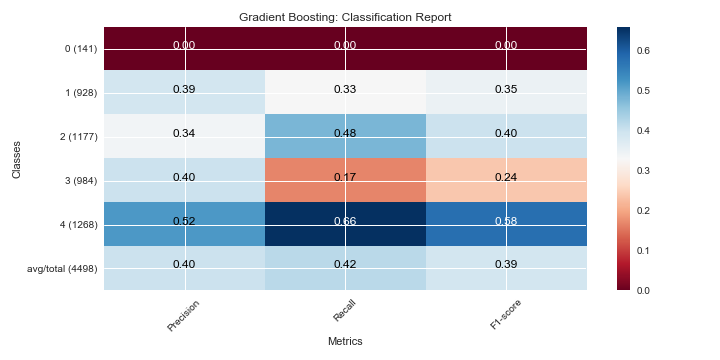 Gradient Boosting: Classification Report
Classes
0 (141) 0.00 0.00 0.00
1 (928) 0.39 0.33 0.35
2 (1177) 0.34 0.48 0.40
3 (984) 0.40 0.17 0.24
4 (1268) 0.52 0.66 0.58
avg/total (4498) 0.40 0.42 0.39
Precision Recall F1-score
Metrics
0.6
0.5
0.4
0.3
0.2
0.1
0.0